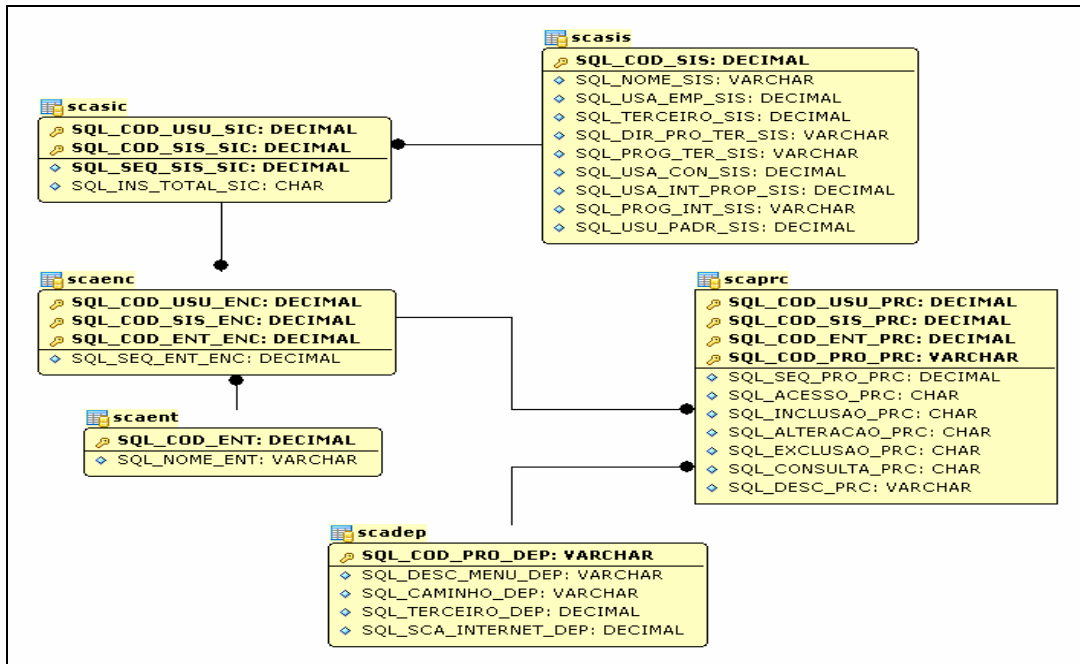 scasis
SQL_COD_SIS: DECIMAL
SQL_NOME_SIS: VARCHAR
SQL_USA_EMP_SIS: DECIMAL
SQL_TERCEIRO_SIS: DECIMAL
SQL_DIR_PRO_TER_SIS: VARCHAR
SQL_PROG_TER_SIS: VARCHAR
SQL_USA_CON_SIS: DECIMAL
SQL_USA_INT_PROP_SIS: DECIMAL
SQL_PROG_INT_SIS: VARCHAR
SQL_USU_PADR_SIS: DECIMAL
scasic
SQL_COD_USU_SIC: DECIMAL
SQL_COD_SIS_SIC: DECIMAL
SQL_SEQ_SIS_SIC: DECIMAL
SQL_INS_TOTAL_SIC: CHAR
scaenc
SQL_COD_USU_ENC: DECIMAL
SQL_COD_SIS_ENC: DECIMAL
SQL_COD_ENT_ENC: DECIMAL
SQL_SEQ_ENT_ENC: DECIMAL
scaprc
SQL_COD_USU_PRC: DECIMAL
SQL_COD_SIS_PRC: DECIMAL
SQL_COD_ENT_PRC: DECIMAL
SQL_COD_PRO_PRC: VARCHAR
SQL_SEQ_PRO_PRC: DECIMAL
SQL_ACESSO_PRC: CHAR
SQL_INCLUSAO_PRC: CHAR
SQL_ALTERACAO_PRC: CHAR
SQL_EXCLUSAO_PRC: CHAR
SQL_CONSULTA_PRC: CHAR
SQL_DESC_PRC: VARCHAR
scaent
SQL_COD_ENT: DECIMAL
SQL_NOME_ENT: VARCHAR
scadep
SQL_COD_PRO_DEP: VARCHAR
SQL_DESC_MENU_DEP: VARCHAR
SQL_CAMINHO_DEP: VARCHAR
SQL_TERCEIRO_DEP: DECIMAL
SQL_SCA_INTERNET_DEP: DECIMAL